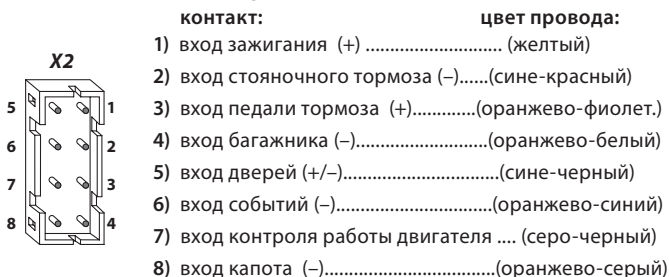 контакт: цвет провода:
X2
1) вход зажигания (+) ............................ (желтый)
2) вход стояночного тормоза (–)......(сине-красный)
3) вход педали тормоза (+).............(оранжево-фиолет.)
4) вход багажника (–)...........................(оранжево-белый)
5) вход дверей (+/–)................................(сине-черный)
6) вход событий (–)................................(оранжево-синий)
7) вход контроля работы двигателя .... (серо-черный)
8) вход капота (–)...................................(оранжево-серый)
5 1
6 2
7 3
8 4